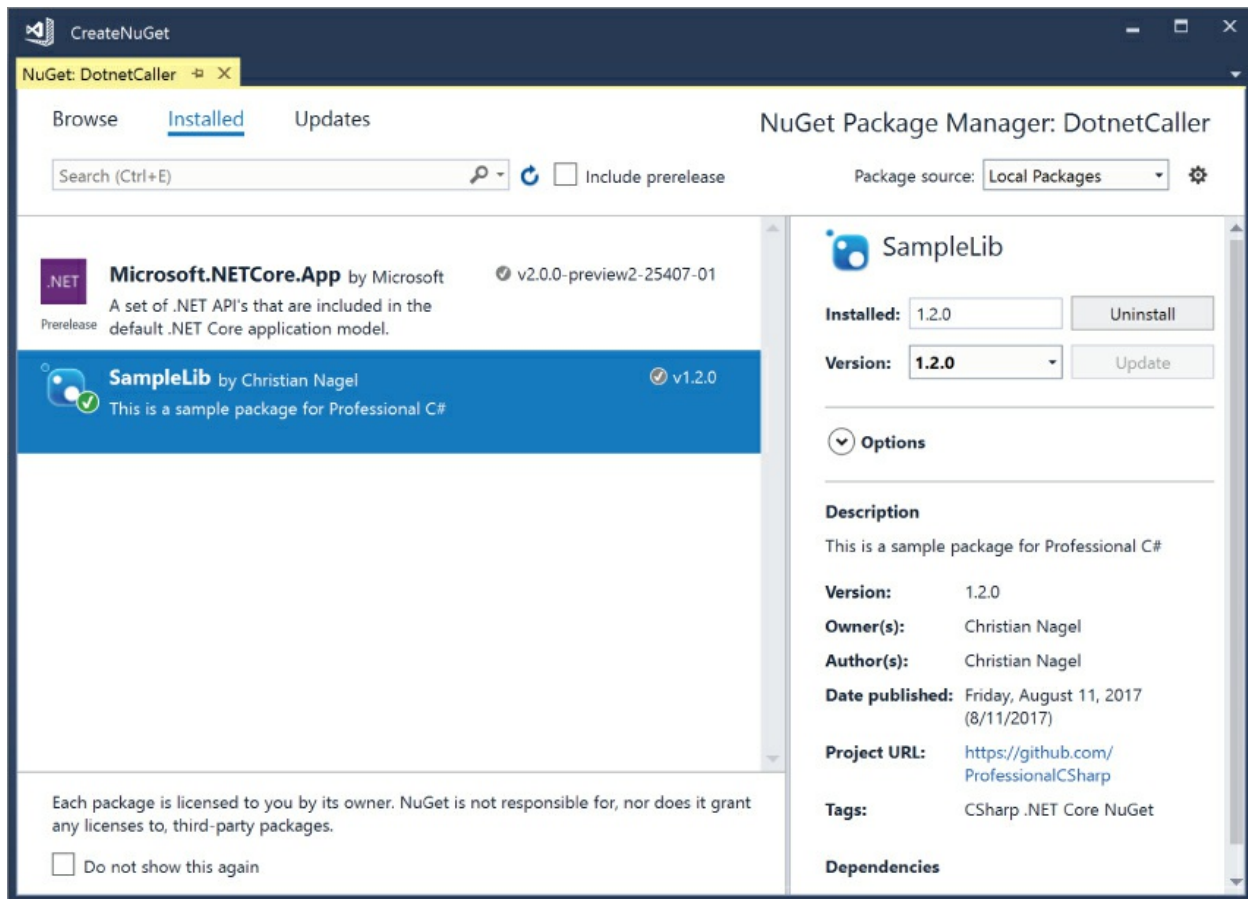 CreateNuGet
NuGet: DotnetCaller
Browse Installed Updates
NuGet Package Manager: DotnetCaller
Search (Ctrl+E)
Include prerelease
Package source: Local Packages
.NET
Prerelease
Microsoft.NETCore.App by Microsoft
v2.0.0-preview2-25407-01
A set of .NET API's that are included in the
default .NET Core application model.
SampleLib by Christian Nagel
v1.2.0
This is a sample package for Professional C#
Each package is licensed to you by its owner. NuGet is not responsible for, nor does it grant
any licenses to, third-party packages.
Do not show this again
SampleLib
Installed: 1.2.0 Uninstall
Version: 1.2.0 Update
Options
Description
This is a sample package for Professional C#
Version: 1.2.0
Owner(s): Christian Nagel
Author(s): Christian Nagel
Date published: Friday, August 11, 2017
(8/11/2017)
Project URL: https://github.com/
ProfessionalCSharp
Tags: CSharp .NET Core NuGet
Dependencies